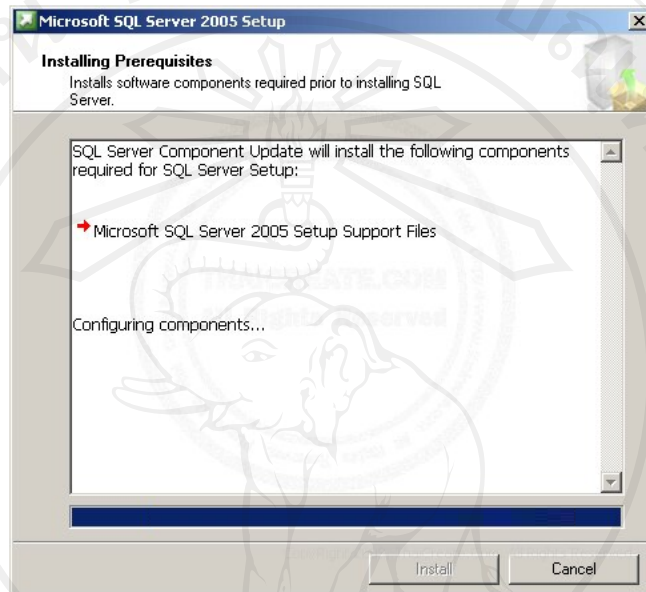 Microsoft SQL Server 2005 Setup
Installing Prerequisites
Installs software components required prior to installing SQL
Server.
SQL Server Component Update will install the following components
required for SQL Server Setup:
Microsoft SQL Server 2005 Setup Support Files
Configuring components...
Install
Cancel